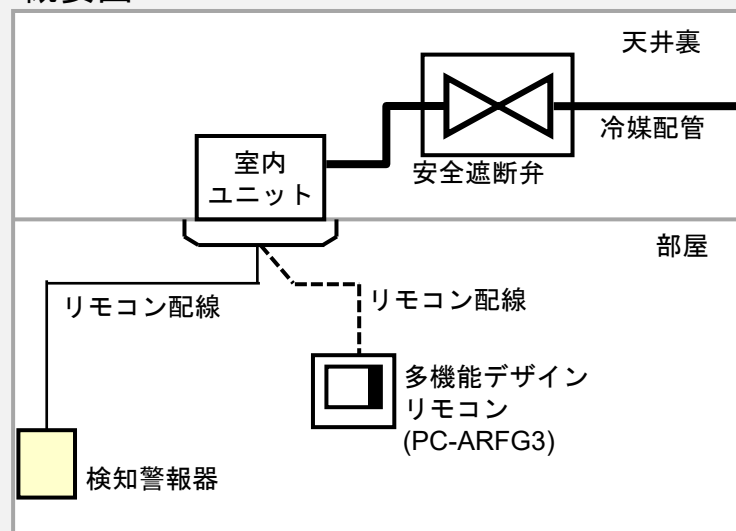 天井裏
冷媒配管
安全遮断弁
室内
ユニット
部屋
リモコン配線
リモコン配線
多機能デザイン
リモコン
(PC-ARFG3)
検知警報器